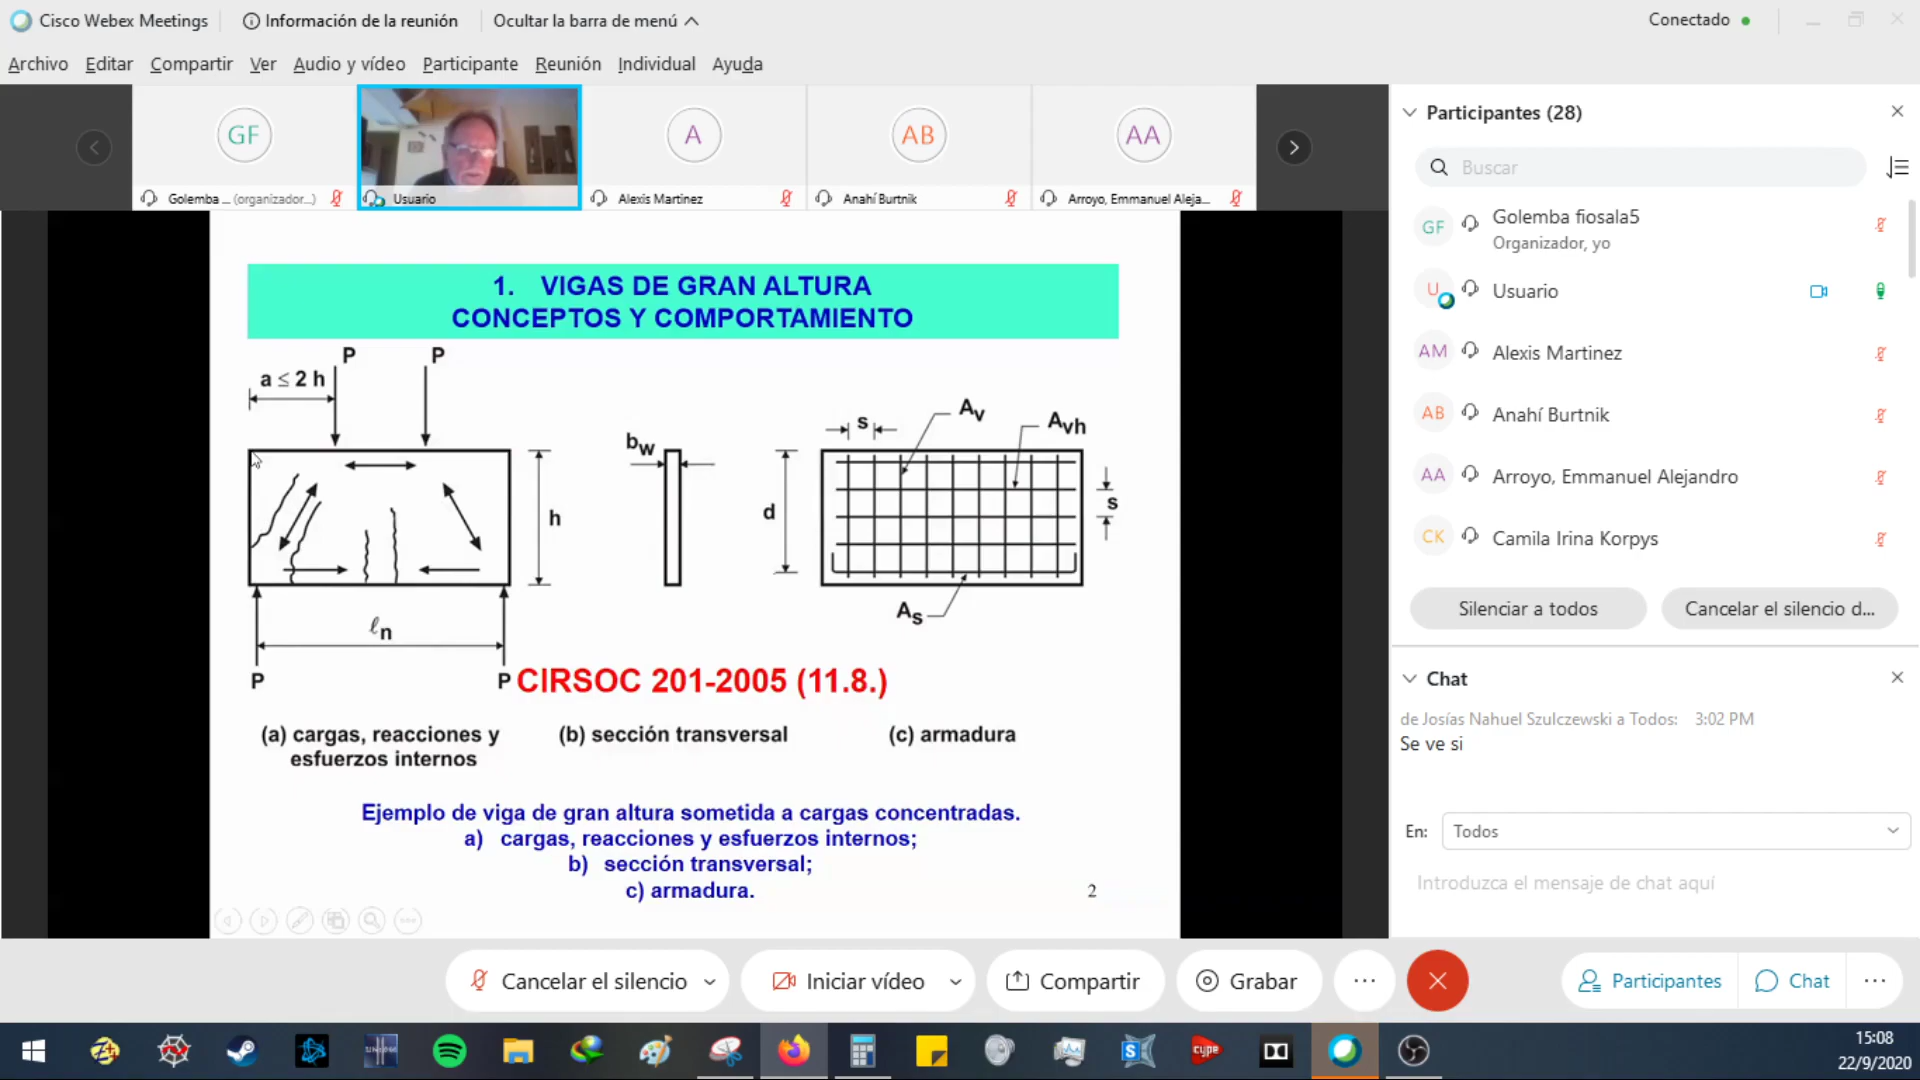 Cisco Webex Meetings
Información de la reunión
Ocultar la barra de menú
Conectado
Archivo Editar Compartir Ver Audio y vídeo Participante Reunión Individual Ayuda
GF
A
AB
AA
Golemba ... (organizador...)
Usuario
Alexis Martinez
Anahí Burtnik
Arroyo, Emmanuel Aleja...
1. VIGAS DE GRAN ALTURA
CONCEPTOS Y COMPORTAMIENTO
P P
a ≤ 2 h
h
ℓn
P P
bw
d
s
Av
Avh
s
As
CIRSOC 201-2005 (11.8.)
(a) cargas, reacciones y
esfuerzos internos
(b) sección transversal
(c) armadura
Ejemplo de viga de gran altura sometida a cargas concentradas.
a) cargas, reacciones y esfuerzos internos;
b) sección transversal;
c) armadura.
2
Participantes (28)
Buscar
GF Golemba fiosala5
Organizador, yo
U Usuario
AM Alexis Martinez
AB Anahí Burtnik
AA Arroyo, Emmanuel Alejandro
CK Camila Irina Korpys
Silenciar a todos
Cancelar el silencio d...
Chat
de Josías Nahuel Szulczewski a Todos: 3:02 PM
Se ve si
En: Todos
Introduzca el mensaje de chat aquí
Cancelar el silencio
Iniciar vídeo
Compartir
Grabar
Participantes
Chat
cype
15:08
22/9/2020